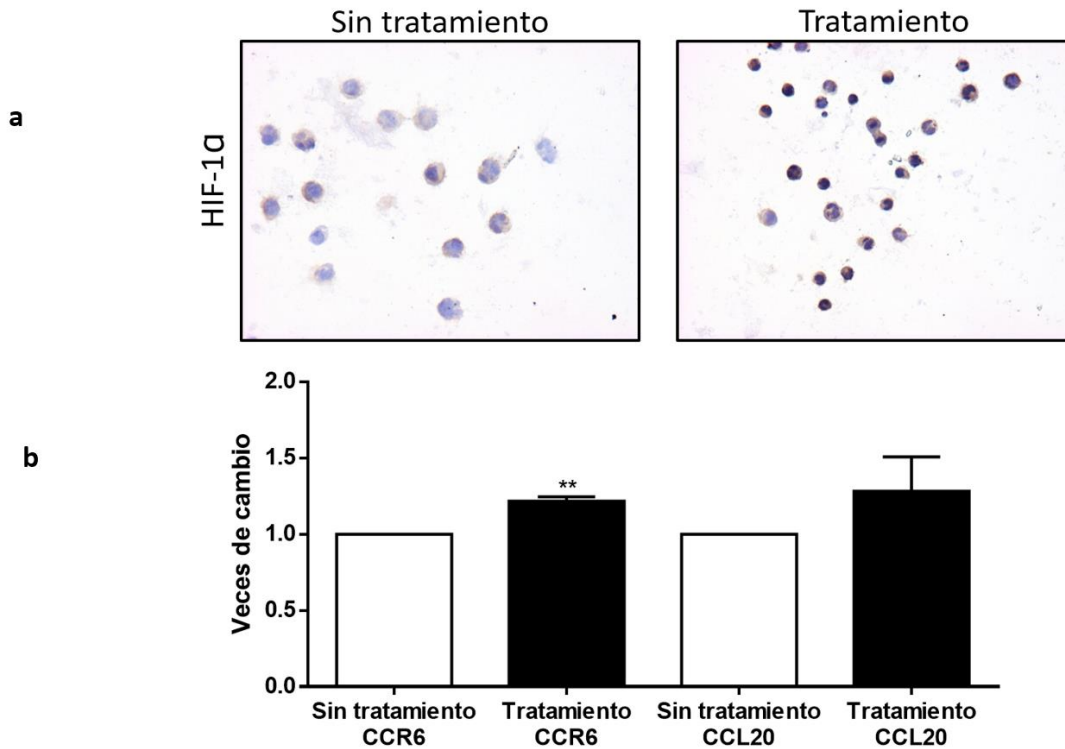 Sin tratamiento
Tratamiento
a
HIF-1α
b
Veces de cambio
2.0
1.5
1.0
0.5
0.0
**
Sin tratamiento
CCR6
Tratamiento
CCR6
Sin tratamiento
CCL20
Tratamiento
CCL20